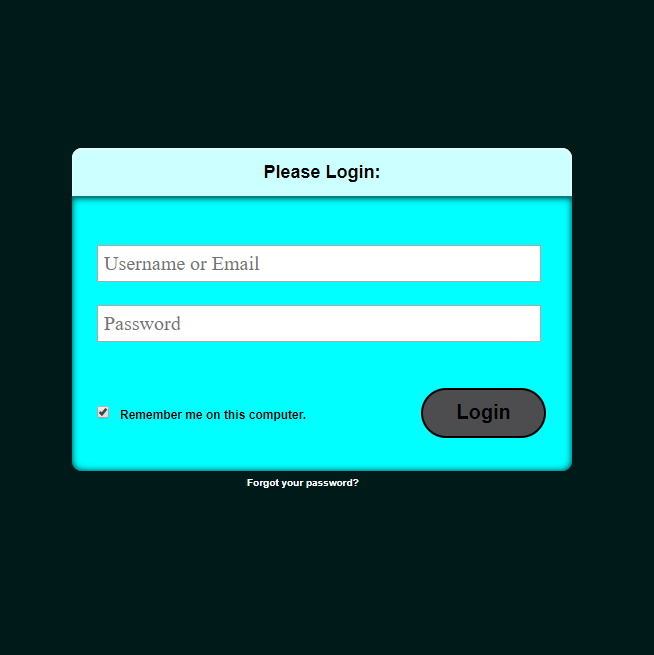 Please Login:
Username or Email
Password
Remember me on this computer.
Login
Forgot your password?